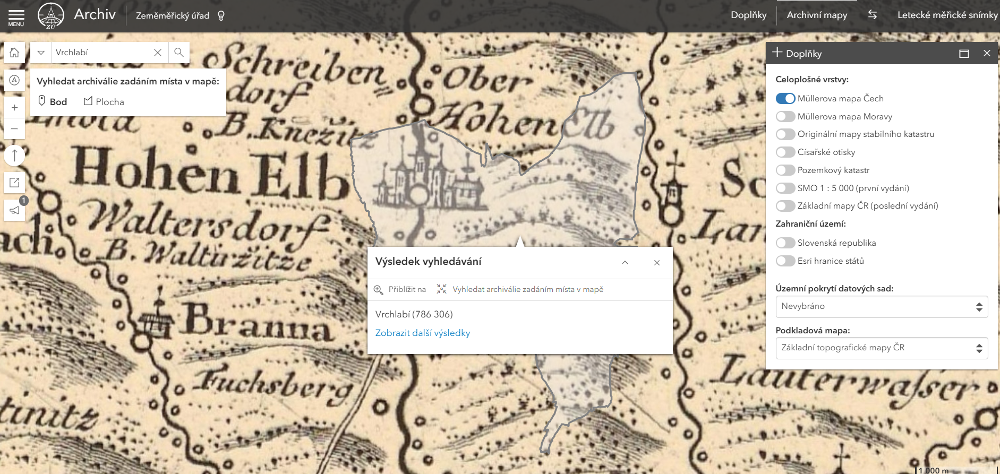 MENU
ZÚ
Archiv
Zeměměřický úřad
Doplňky
Archivní mapy
Letecké měřické snímky
Vrchlabí
Vyhledat archiválie zadáním místa v mapě:
Bod
Plocha
1
Doplňky
Celoplošné vrstvy:
Müllerova mapa Čech
Müllerova mapa Moravy
Originální mapy stabilního katastru
Císařské otisky
Pozemkový katastr
SMO 1 : 5 000 (první vydání)
Základní mapy ČR (poslední vydání)
Zahraniční území:
Slovenská republika
Esri hranice států
Územní pokrytí datových sad:
Nevybráno
Podkladová mapa:
Základní topografické mapy ČR
Výsledek vyhledávání
Přiblížit na
Vyhledat archiválie zadáním místa v mapě
Vrchlabí (786 306)
Zobrazit další výsledky
Schreiben
dorf
Ober
Hohen Elb
B. Knežitz
Hohen Elb
Waltersdorf
B. Walturžitze
Branna
Fuchsberg
Lauterwasser
1 000 m